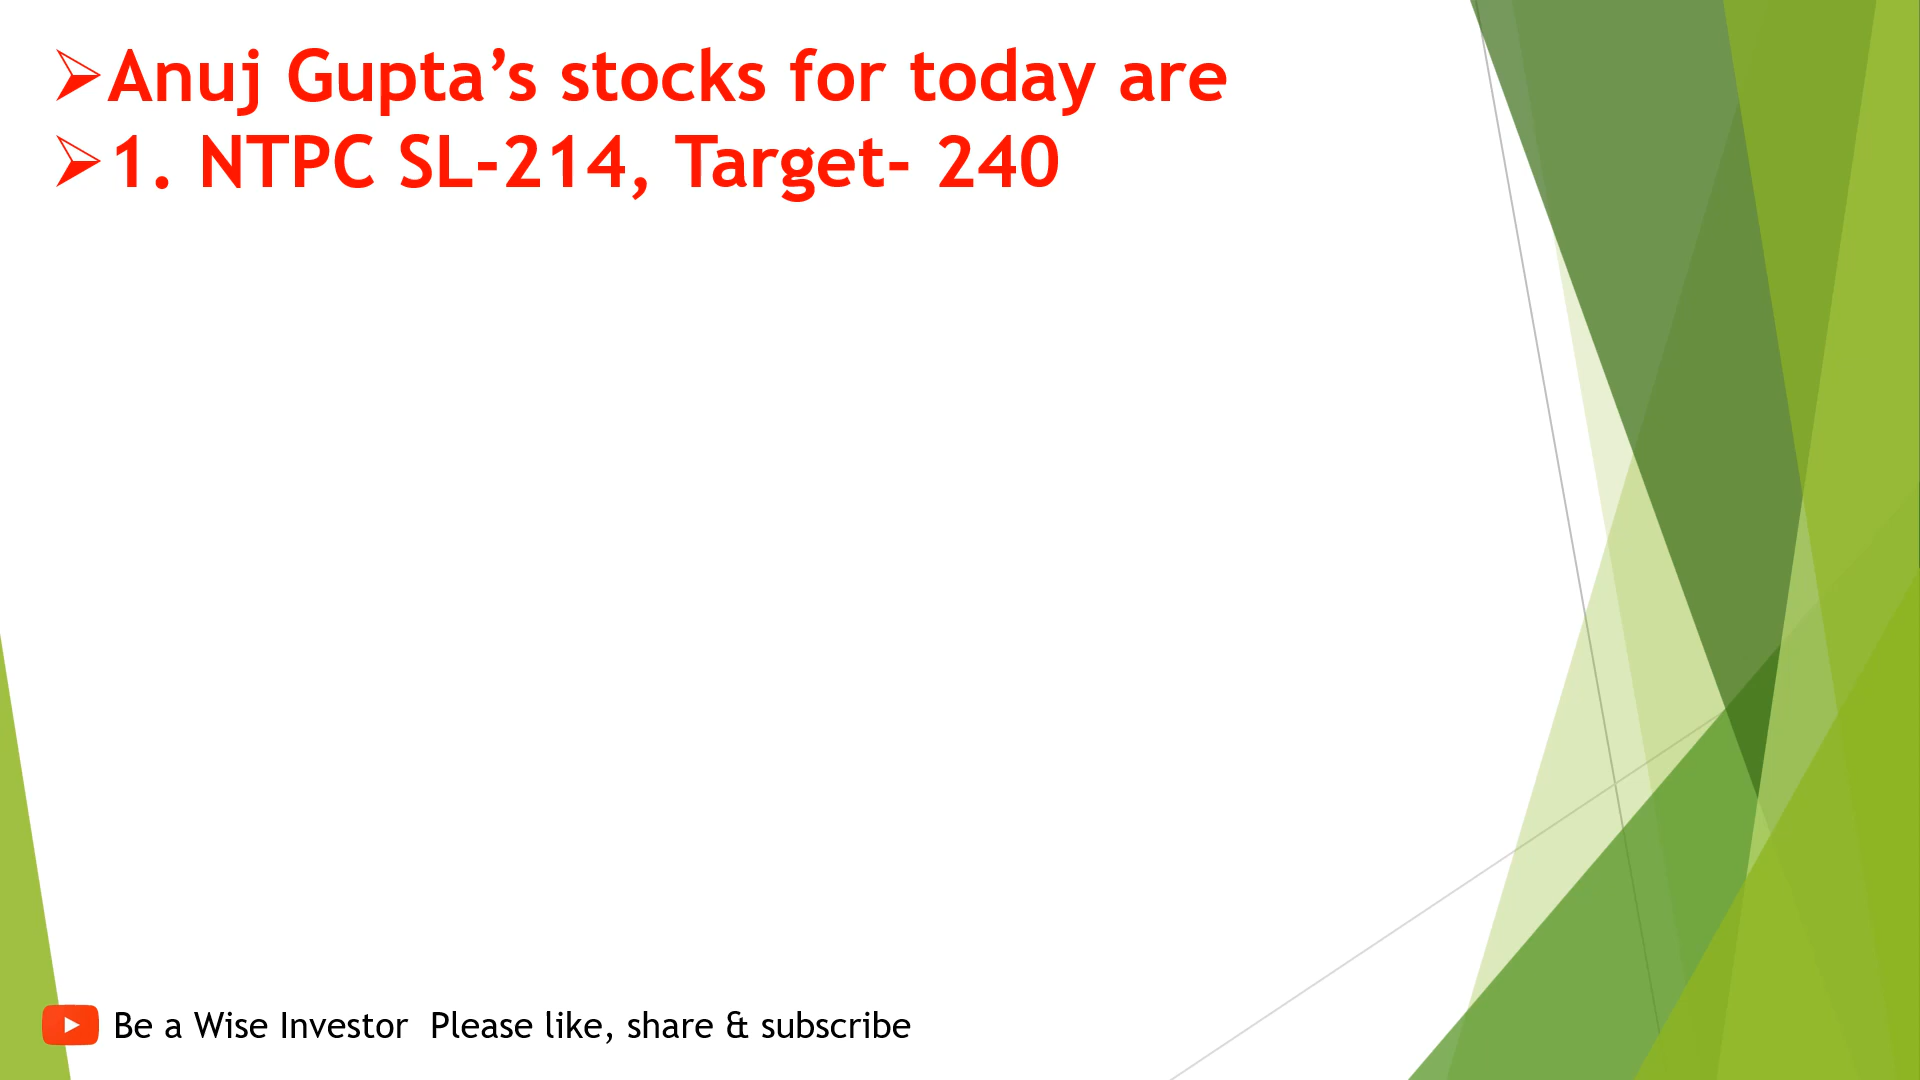 ➢Anuj Gupta’s stocks for today are
➢1. NTPC SL-214, Target- 240
Be a Wise Investor  Please like, share & subscribe